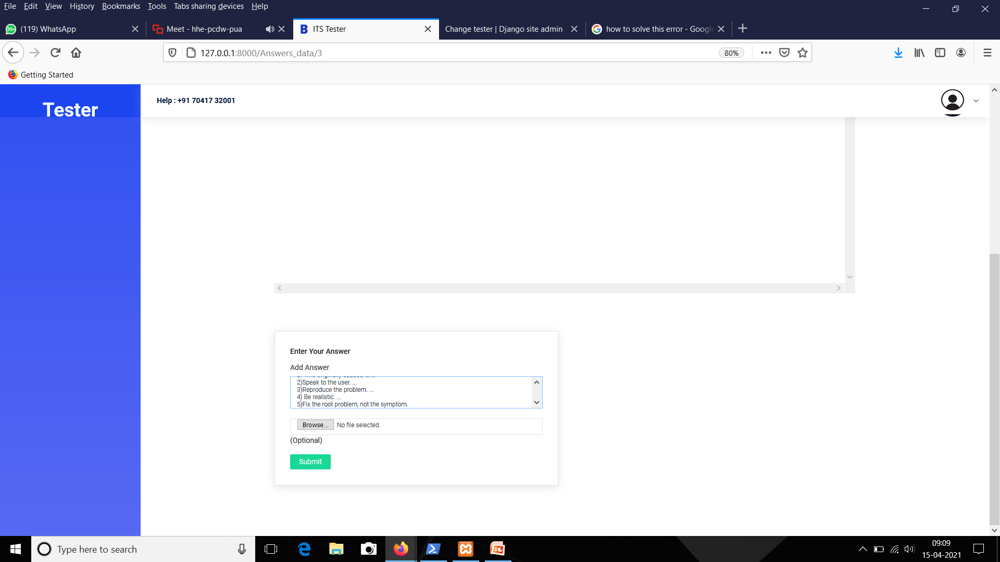 File Edit View History Bookmarks Tools Tabs sharing devices Help
99+ (119) WhatsApp
Meet - hhe-pcdw-pua
B ITS Tester
Change tester | Django site admin
G how to solve this error - Google
127.0.0.1:8000/Answers_data/3
80%
Getting Started
Tester
Help : +91 70417 32001
Enter Your Answer
Add Answer
2)Speak to the user. ...
3)Reproduce the problem. ...
4) Be realistic. ...
5)Fix the root problem, not the symptom.
Browse... No file selected.
(Optional)
Submit
Type here to search
09:09
15-04-2021